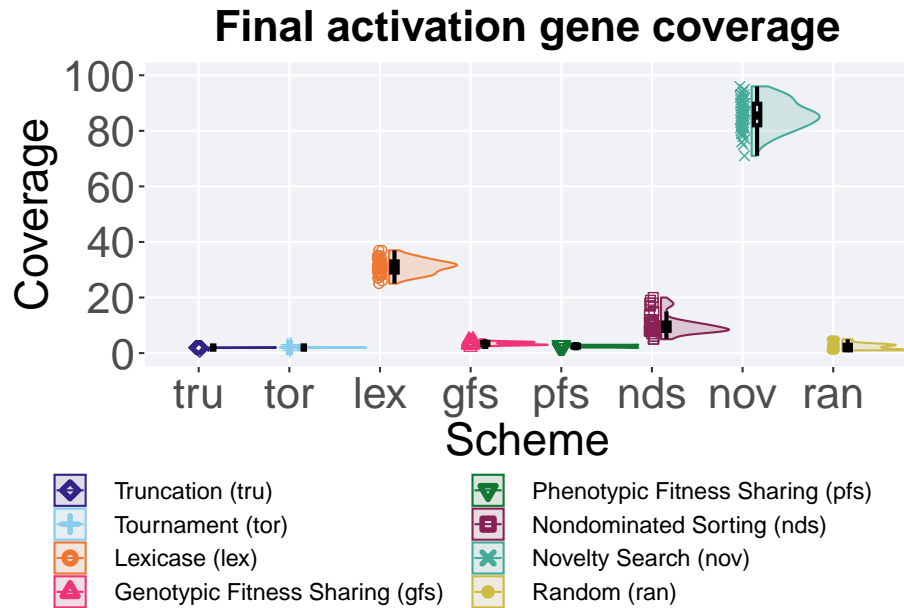 Final activation gene coverage
Coverage
100
80
60
40
20
0
tru tor lex gfs pfs nds nov ran
Scheme
Truncation (tru)
Tournament (tor)
Lexicase (lex)
Genotypic Fitness Sharing (gfs)
Phenotypic Fitness Sharing (pfs)
Nondominated Sorting (nds)
Novelty Search (nov)
Random (ran)